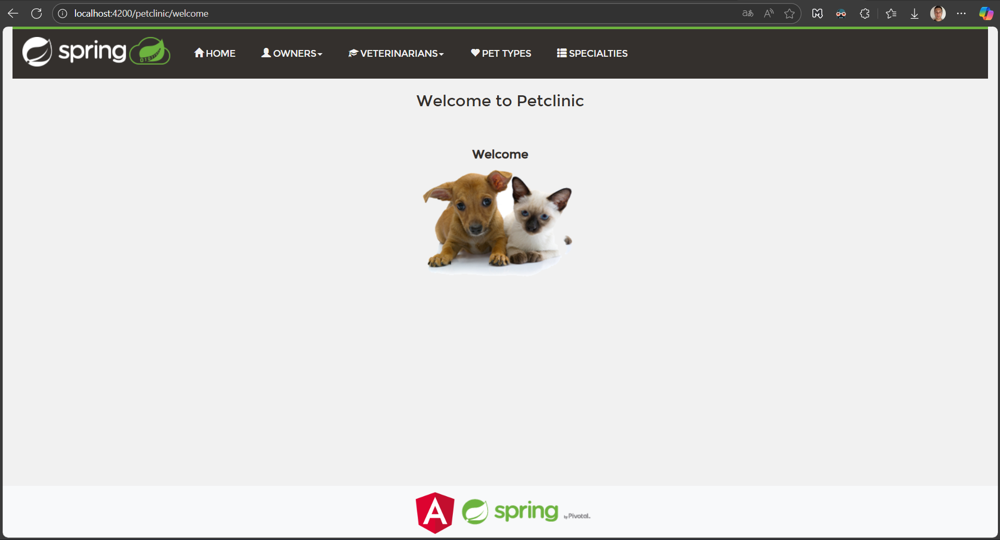 localhost:4200/petclinic/welcome
spring
HOME
OWNERS
VETERINARIANS
PET TYPES
SPECIALTIES
Welcome to Petclinic
Welcome
A spring by Pivotal.